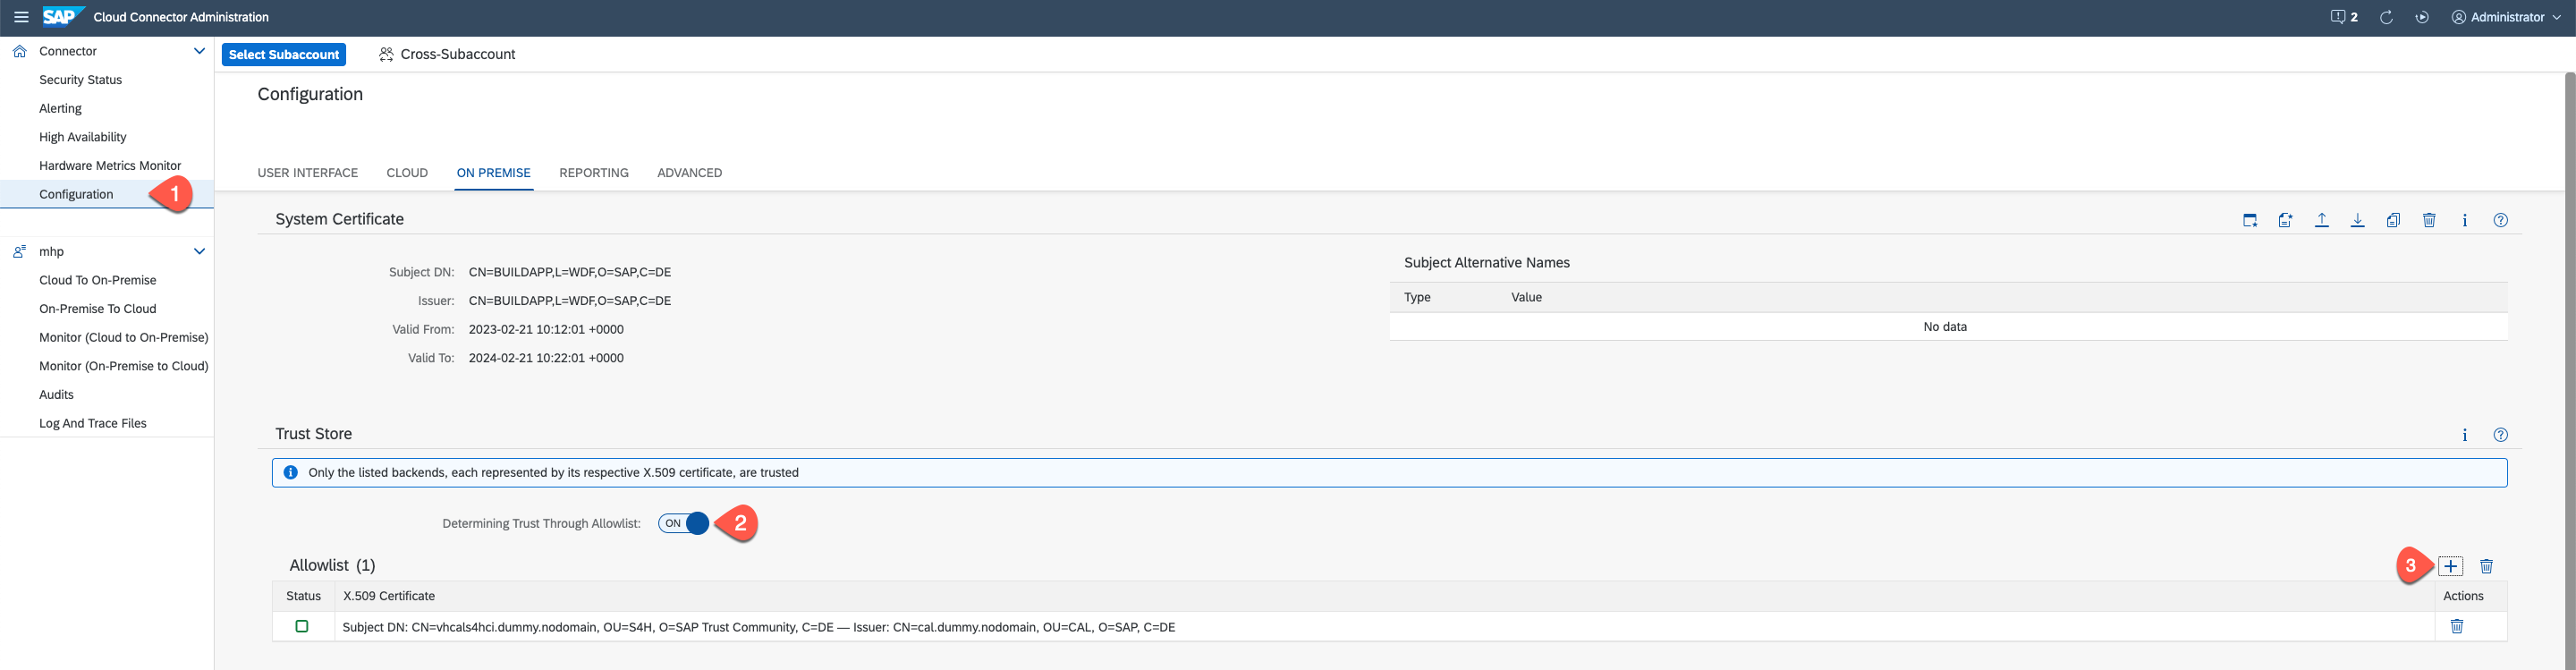 SAP Cloud Connector Administration
2
Administrator
Connector
Security Status
Alerting
High Availability
Hardware Metrics Monitor
Configuration
1
mhp
Cloud To On-Premise
On-Premise To Cloud
Monitor (Cloud to On-Premise)
Monitor (On-Premise to Cloud)
Audits
Log And Trace Files
Select Subaccount
Cross-Subaccount
Configuration
USER INTERFACE CLOUD ON PREMISE REPORTING ADVANCED
System Certificate
Subject DN: CN=BUILDAPP,L=WDF,O=SAP,C=DE
Issuer: CN=BUILDAPP,L=WDF,O=SAP,C=DE
Valid From: 2023-02-21 10:12:01 +0000
Valid To: 2024-02-21 10:22:01 +0000
Subject Alternative Names
Type Value
No data
Trust Store
Only the listed backends, each represented by its respective X.509 certificate, are trusted
Determining Trust Through Allowlist: ON
2
Allowlist (1)
3
Status X.509 Certificate Actions
Subject DN: CN=vhcals4hci.dummy.nodomain, OU=S4H, O=SAP Trust Community, C=DE — Issuer: CN=cal.dummy.nodomain, OU=CAL, O=SAP, C=DE